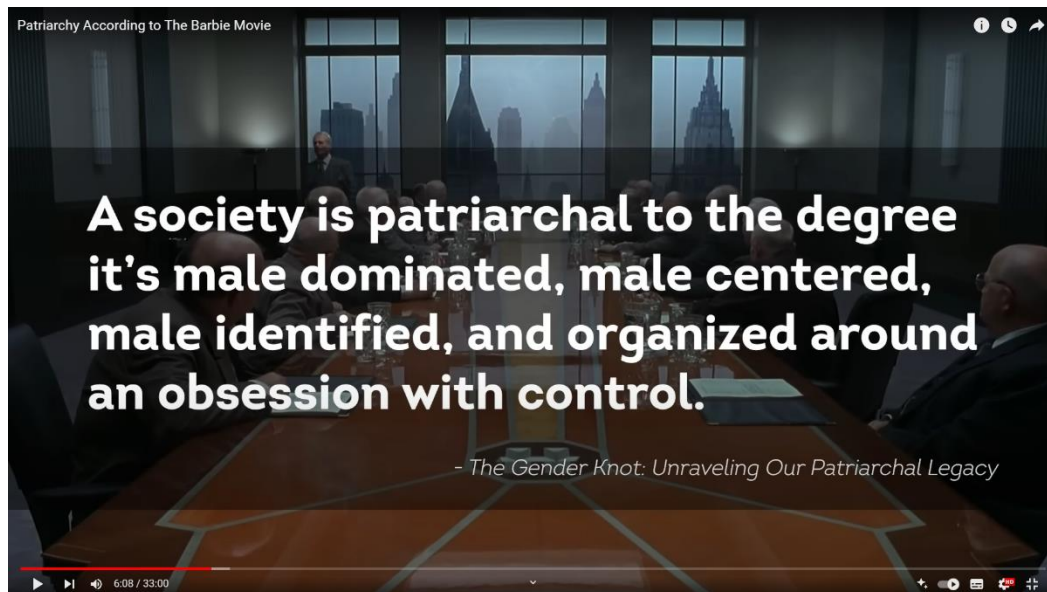 Patriarchy According to The Barbie Movie
A society is patriarchal to the degree
it's male dominated, male centered,
male identified, and organized around
an obsession with control.
- The Gender Knot: Unraveling Our Patriarchal Legacy
6:08 / 33:00
HD